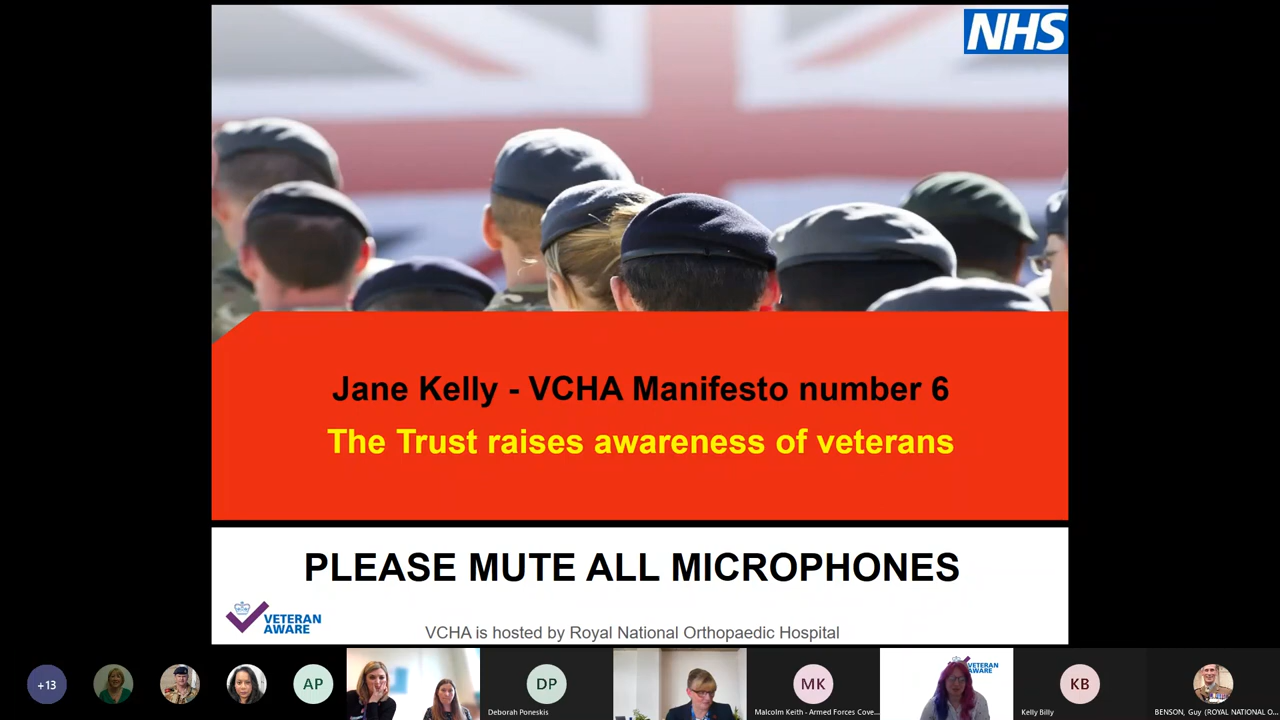 NHS
Jane Kelly - VCHA Manifesto number 6
The Trust raises awareness of veterans
PLEASE MUTE ALL MICROPHONES
VETERAN
AWARE
VCHA is hosted by Royal National Orthopaedic Hospital
+13
AP
DP
Deborah Poneskis
MK
Malcolm Keith - Armed Forces Cove...
VETERAN
AWARE
KB
Kelly Billy
BENSON, Guy (ROYAL NATIONAL O...